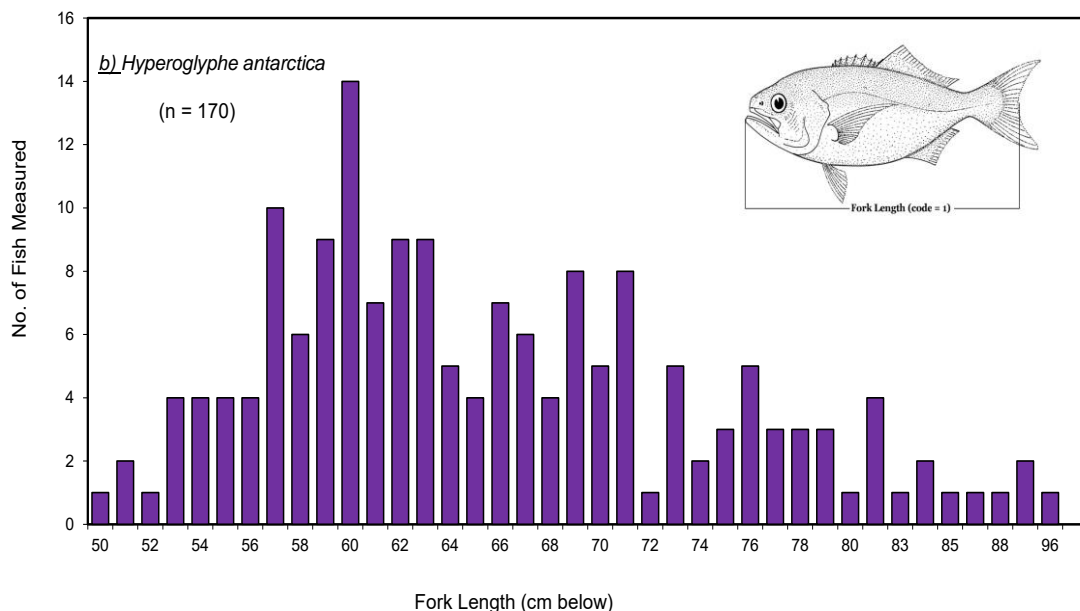 b) Hyperoglyphe antarctica
(n = 170)
No. of Fish Measured
16
14
12
10
8
6
4
2
0
Fork Length (code = 1)
50 52 54 56 58 60 62 64 66 68 70 72 74 76 78 80 83 85 88 96
Fork Length (cm below)